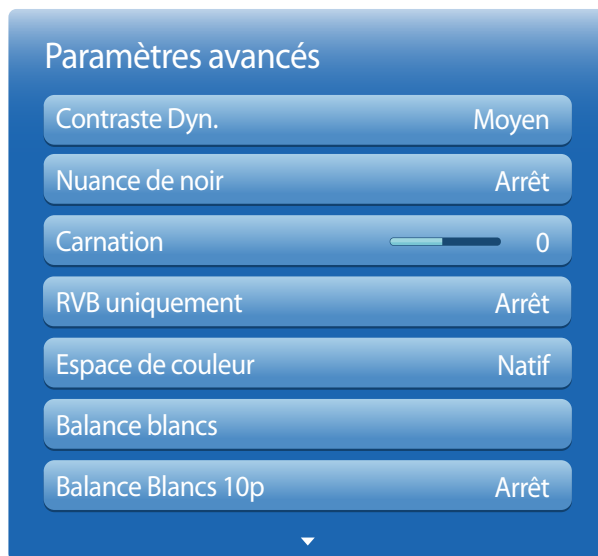 Paramètres avancés
Contraste Dyn. Moyen
Nuance de noir Arrêt
Carnation 0
RVB uniquement Arrêt
Espace de couleur Natif
Balance blancs
Balance Blancs 10p Arrêt